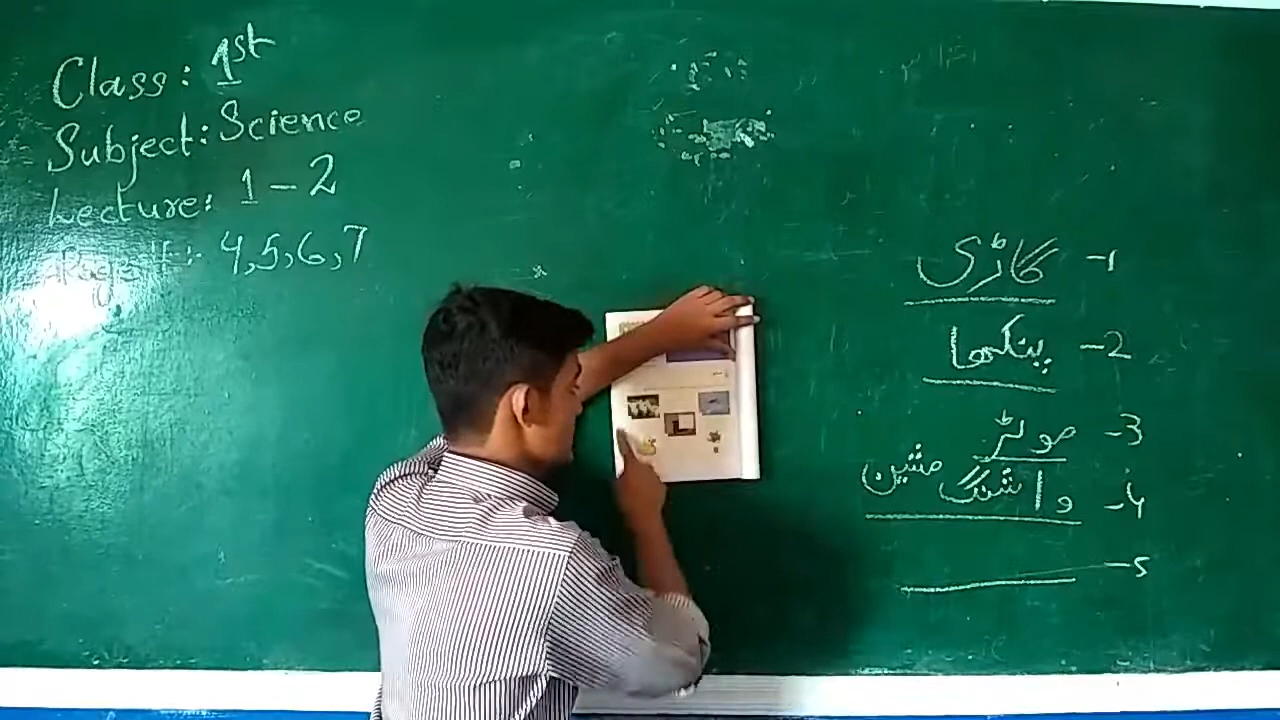 Class: 1st
Subject: Science
Lecture: 1-2
Page #: 4,5,6,7
1- گاڑی
2- پنکھا
3- موٹر
4- واشنگ مشین
5-